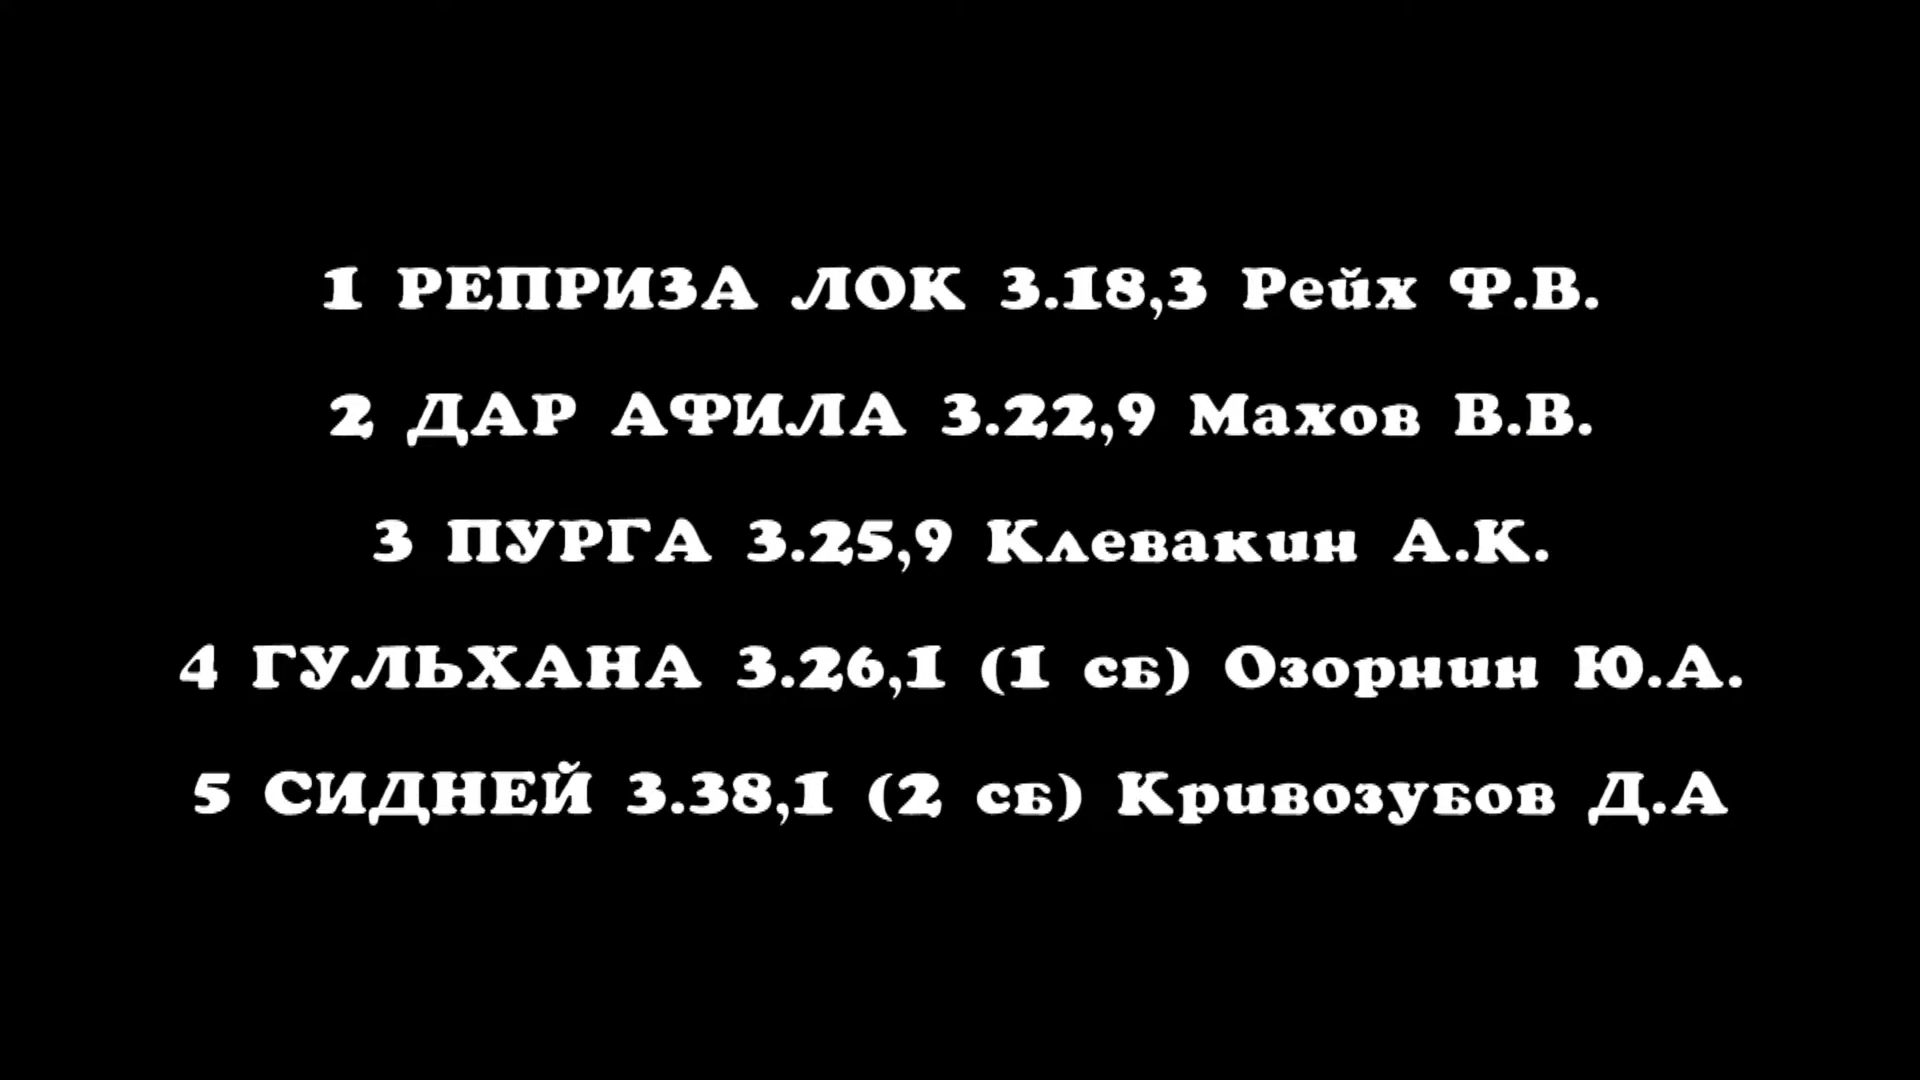 1 РЕПРИЗА ЛОК 3.18,3 Рейх Ф.В.
2 ДАР АФИЛА 3.22,9 Махов В.В.
3 ПУРГА 3.25,9 Клевакин А.К.
4 ГУЛЬХАНА 3.26,1 (1 сб) Озорнин Ю.А.
5 СИДНЕЙ 3.38,1 (2 сб) Кривозубов Д.А